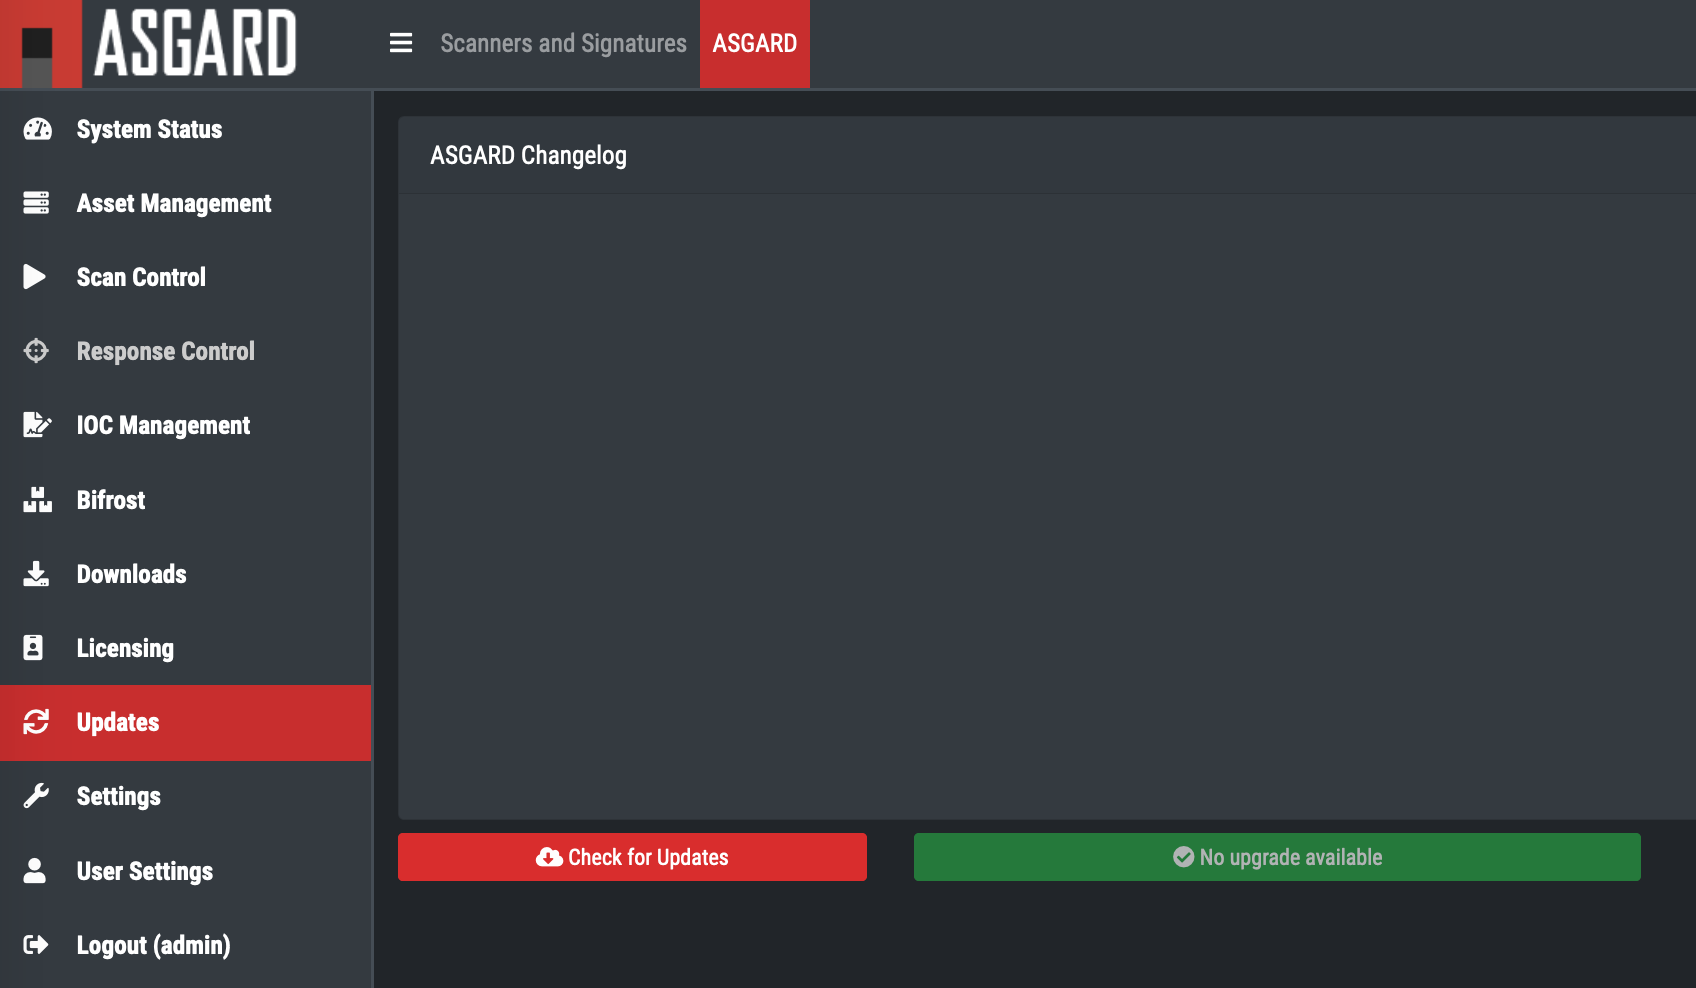 ASGARD
Scanners and Signatures
ASGARD
System Status
Asset Management
Scan Control
Response Control
IOC Management
Bifrost
Downloads
Licensing
Updates
Settings
User Settings
Logout (admin)
ASGARD Changelog
Check for Updates
No upgrade available